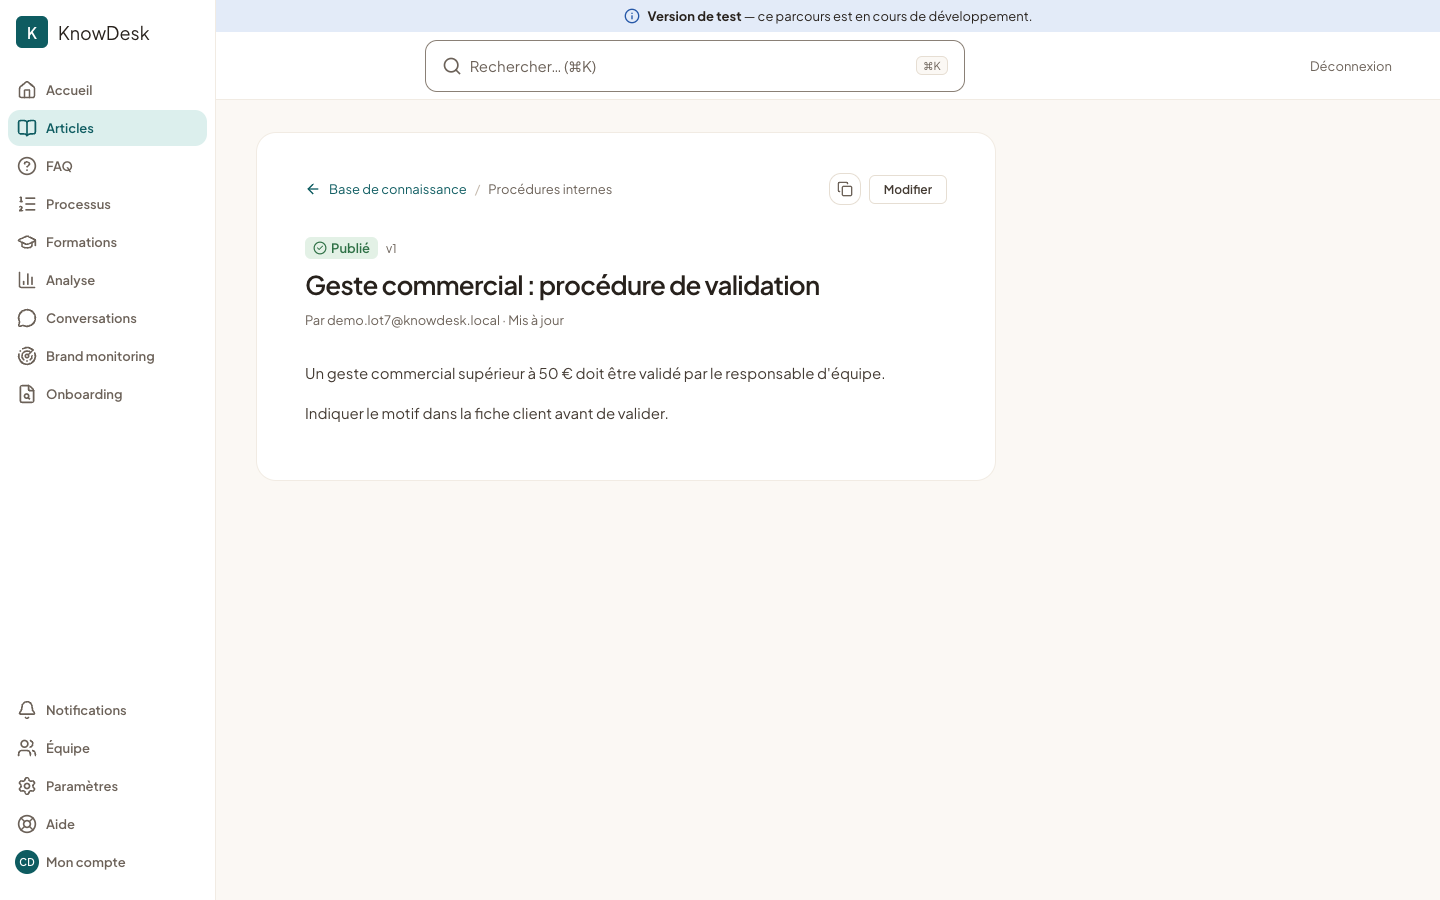 K KnowDesk
Accueil
Articles
FAQ
Processus
Formations
Analyse
Conversations
Brand monitoring
Onboarding
Notifications
Équipe
Paramètres
Aide
CD Mon compte
Version de test — ce parcours est en cours de développement.
Rechercher... (⌘K) ⌘K
Déconnexion
Base de connaissance / Procédures internes
Modifier
Publié v1
Geste commercial : procédure de validation
Par demo.lot7@knowdesk.local · Mis à jour
Un geste commercial supérieur à 50 € doit être validé par le responsable d'équipe.
Indiquer le motif dans la fiche client avant de valider.